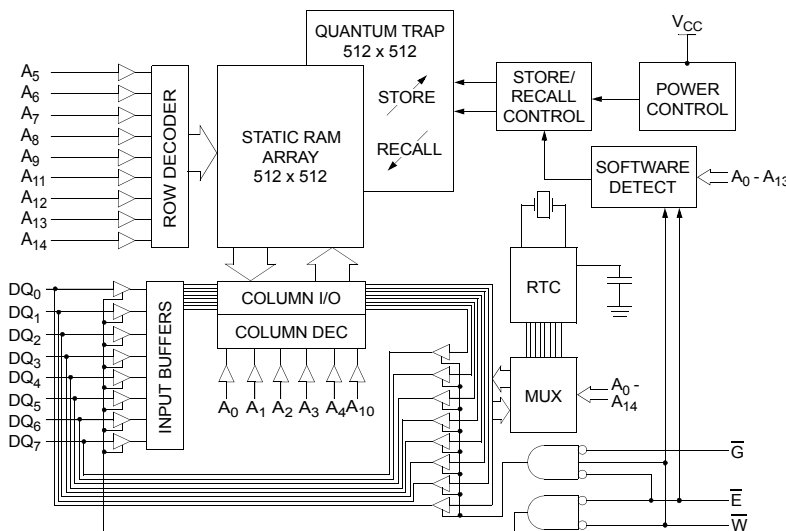 QUANTUM TRAP
512 x 512
STORE
RECALL
STATIC RAM
ARRAY
512 x 512
STORE/
RECALL
CONTROL
V_CC
POWER
CONTROL
SOFTWARE
DETECT
A_0 - A_13
A_5
A_6
A_7
A_8
A_9
A_11
A_12
A_13
A_14
ROW DECODER
DQ_0
DQ_1
DQ_2
DQ_3
DQ_4
DQ_5
DQ_6
DQ_7
INPUT BUFFERS
COLUMN I/O
COLUMN DEC
A_0 A_1 A_2 A_3 A_4 A_10
RTC
MUX
A_0 -
A_14
G̅
E̅
W̅